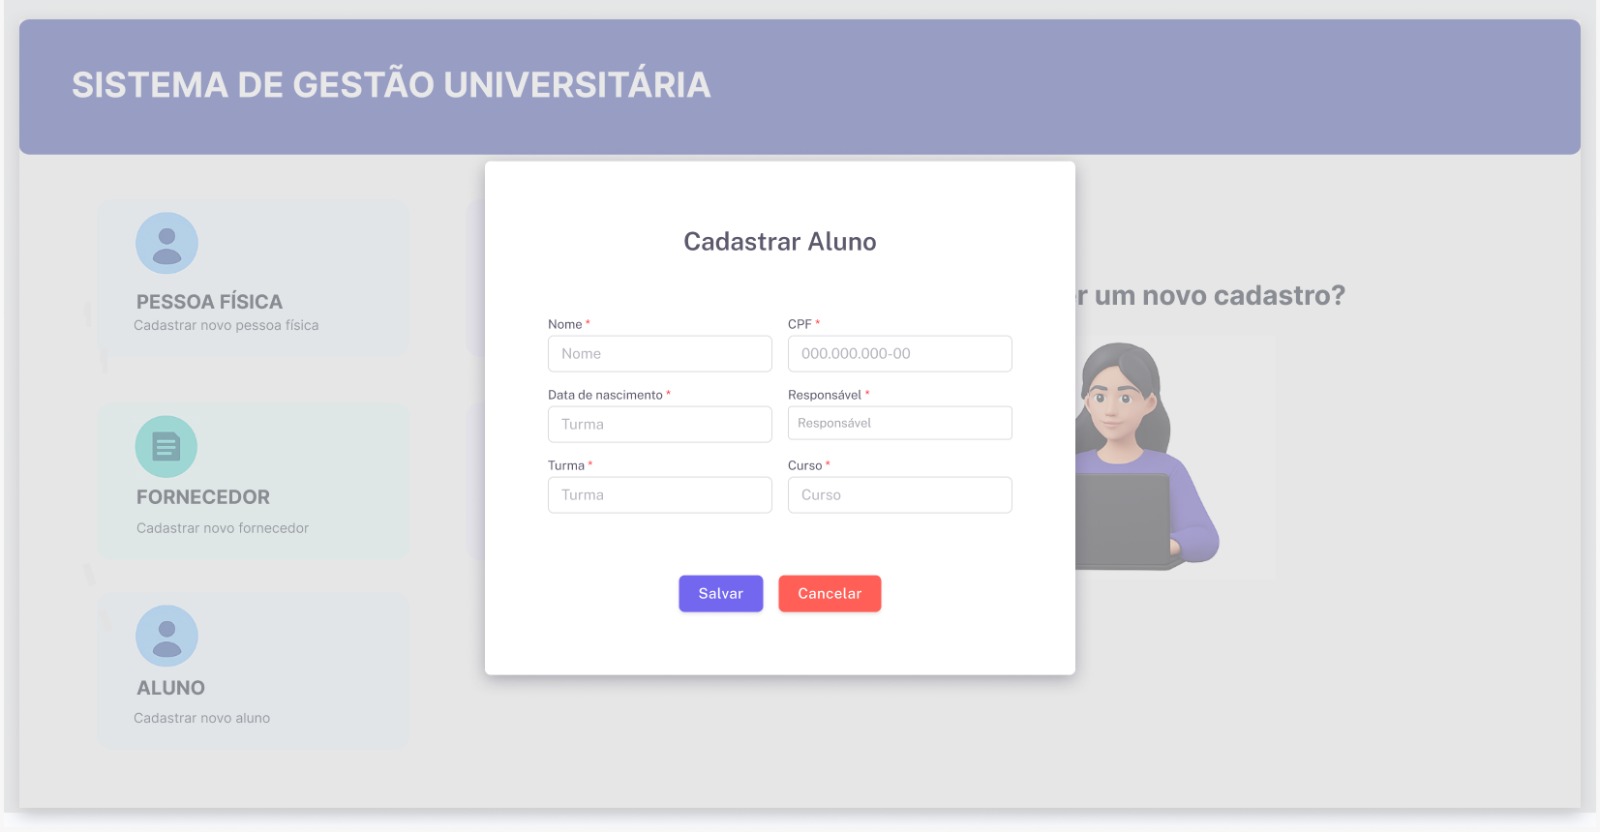 SISTEMA DE GESTÃO UNIVERSITÁRIA
PESSOA FÍSICA
Cadastrar novo pessoa física
FORNECEDOR
Cadastrar novo fornecedor
ALUNO
Cadastrar novo aluno
um novo cadastro?
Cadastrar Aluno
Nome *
Nome
CPF *
000.000.000-00
Data de nascimento *
Turma
Responsável *
Responsável
Turma *
Turma
Curso *
Curso
Salvar
Cancelar